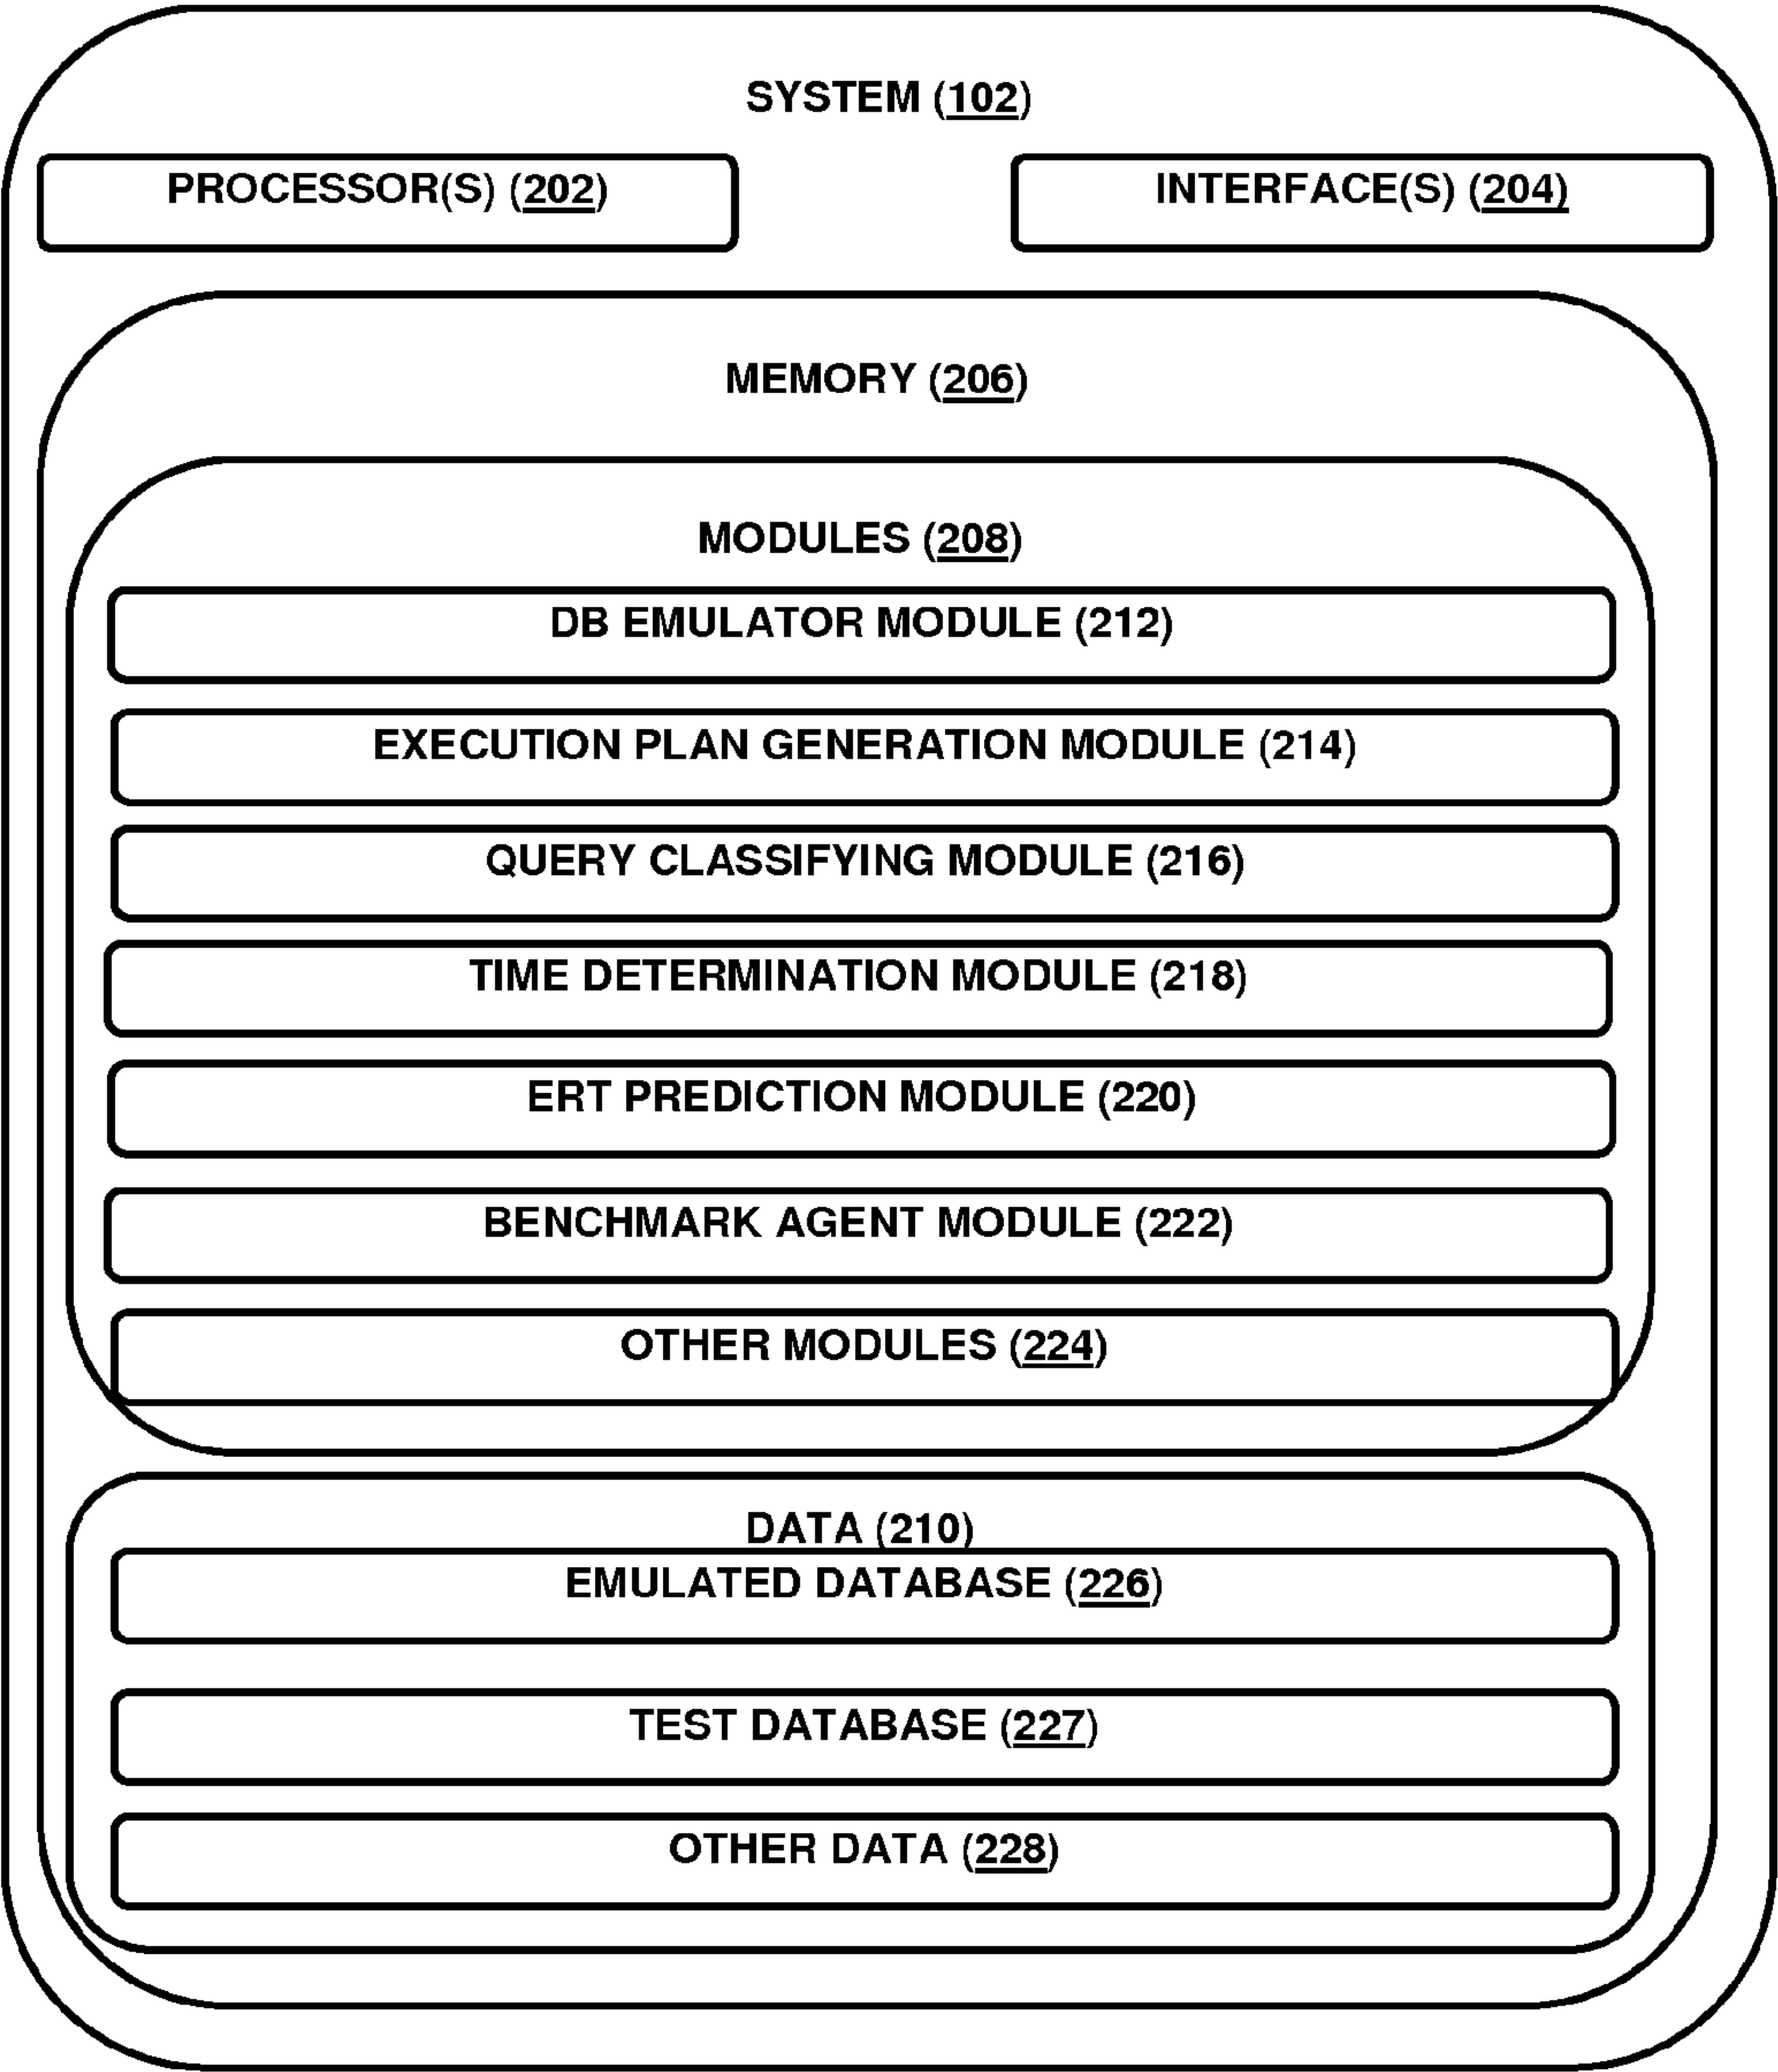 SYSTEM (102)
PROCESSOR(S) (202)
INTERFACE(S) (204)
MEMORY (206)
MODULES (208)
DB EMULATOR MODULE (212)
EXECUTION PLAN GENERATION MODULE (214)
QUERY CLASSIFYING MODULE (216)
TIME DETERMINATION MODULE (218)
ERT PREDICTION MODULE (220)
BENCHMARK AGENT MODULE (222)
OTHER MODULES (224)
DATA (210)
EMULATED DATABASE (226)
TEST DATABASE (227)
OTHER DATA (228)